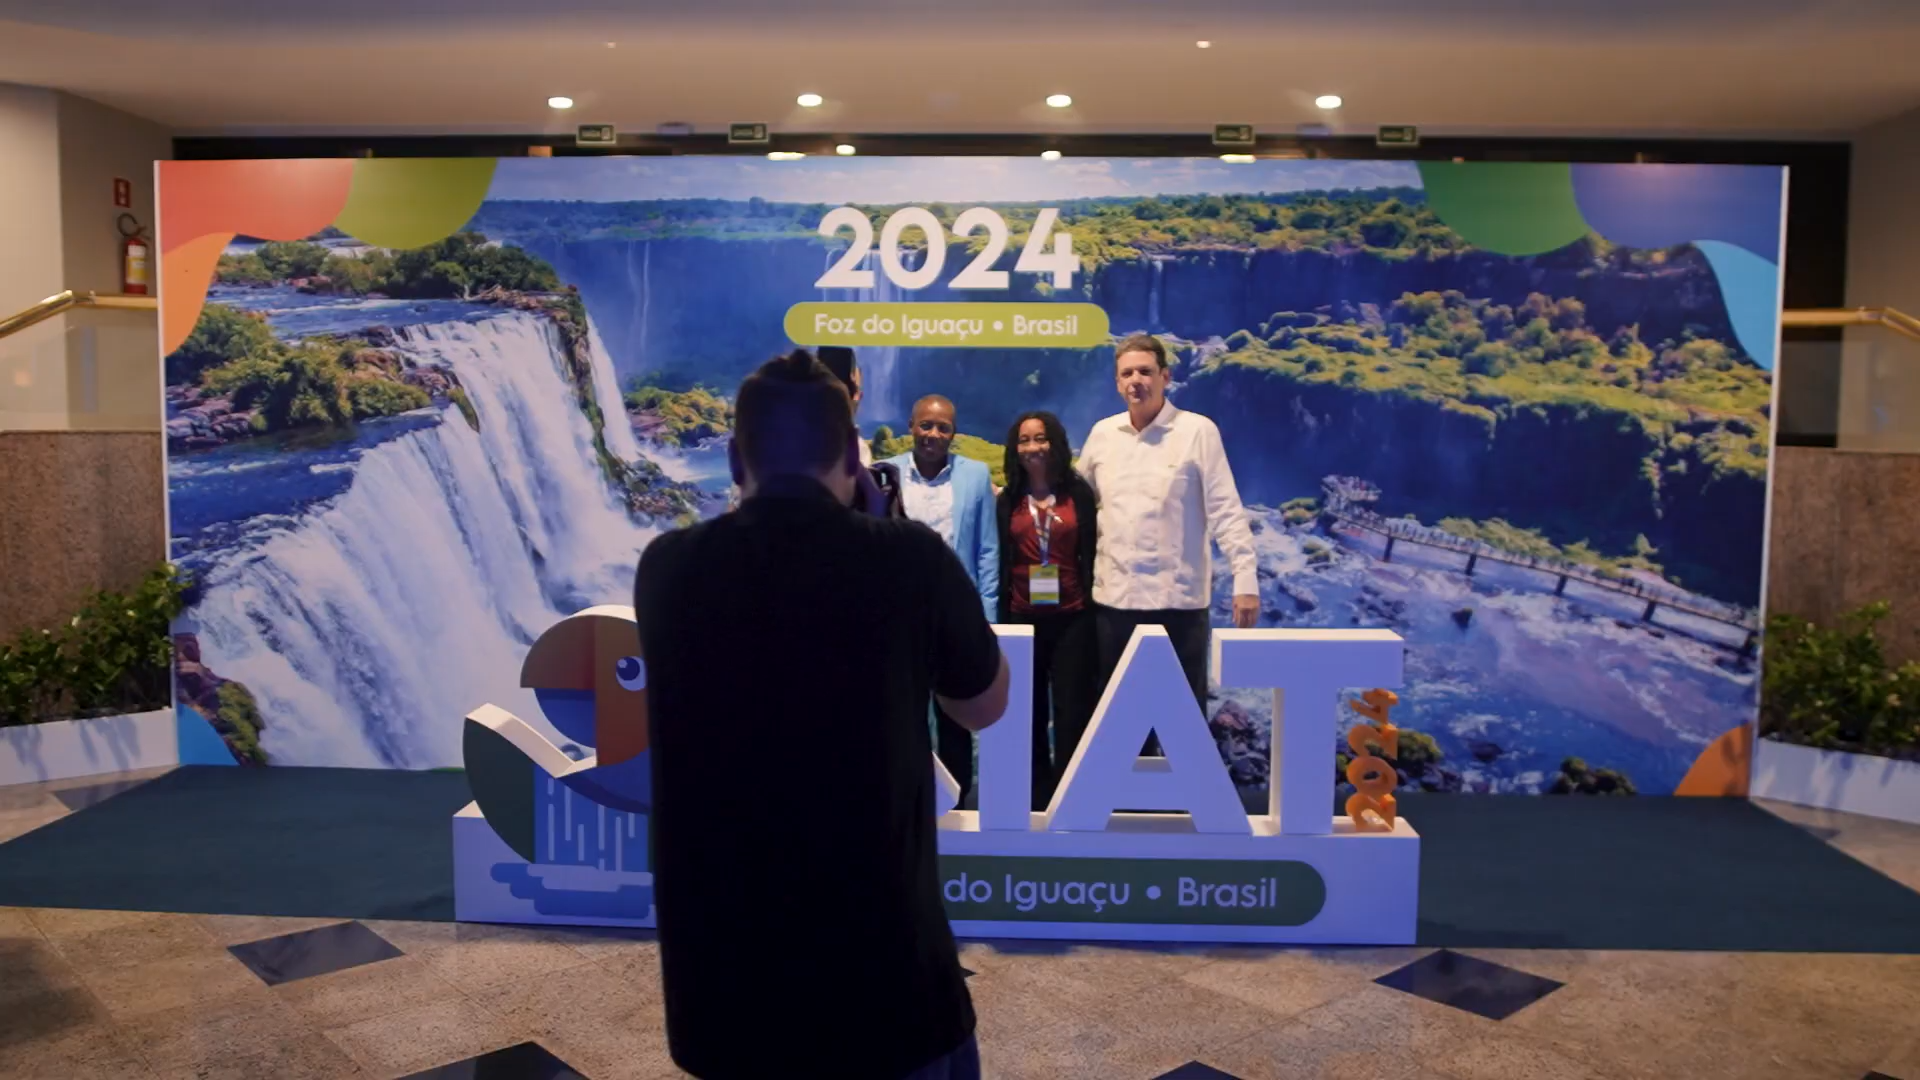 2024
Foz do Iguaçu • Brasil
IAT
2024
do Iguaçu • Brasil